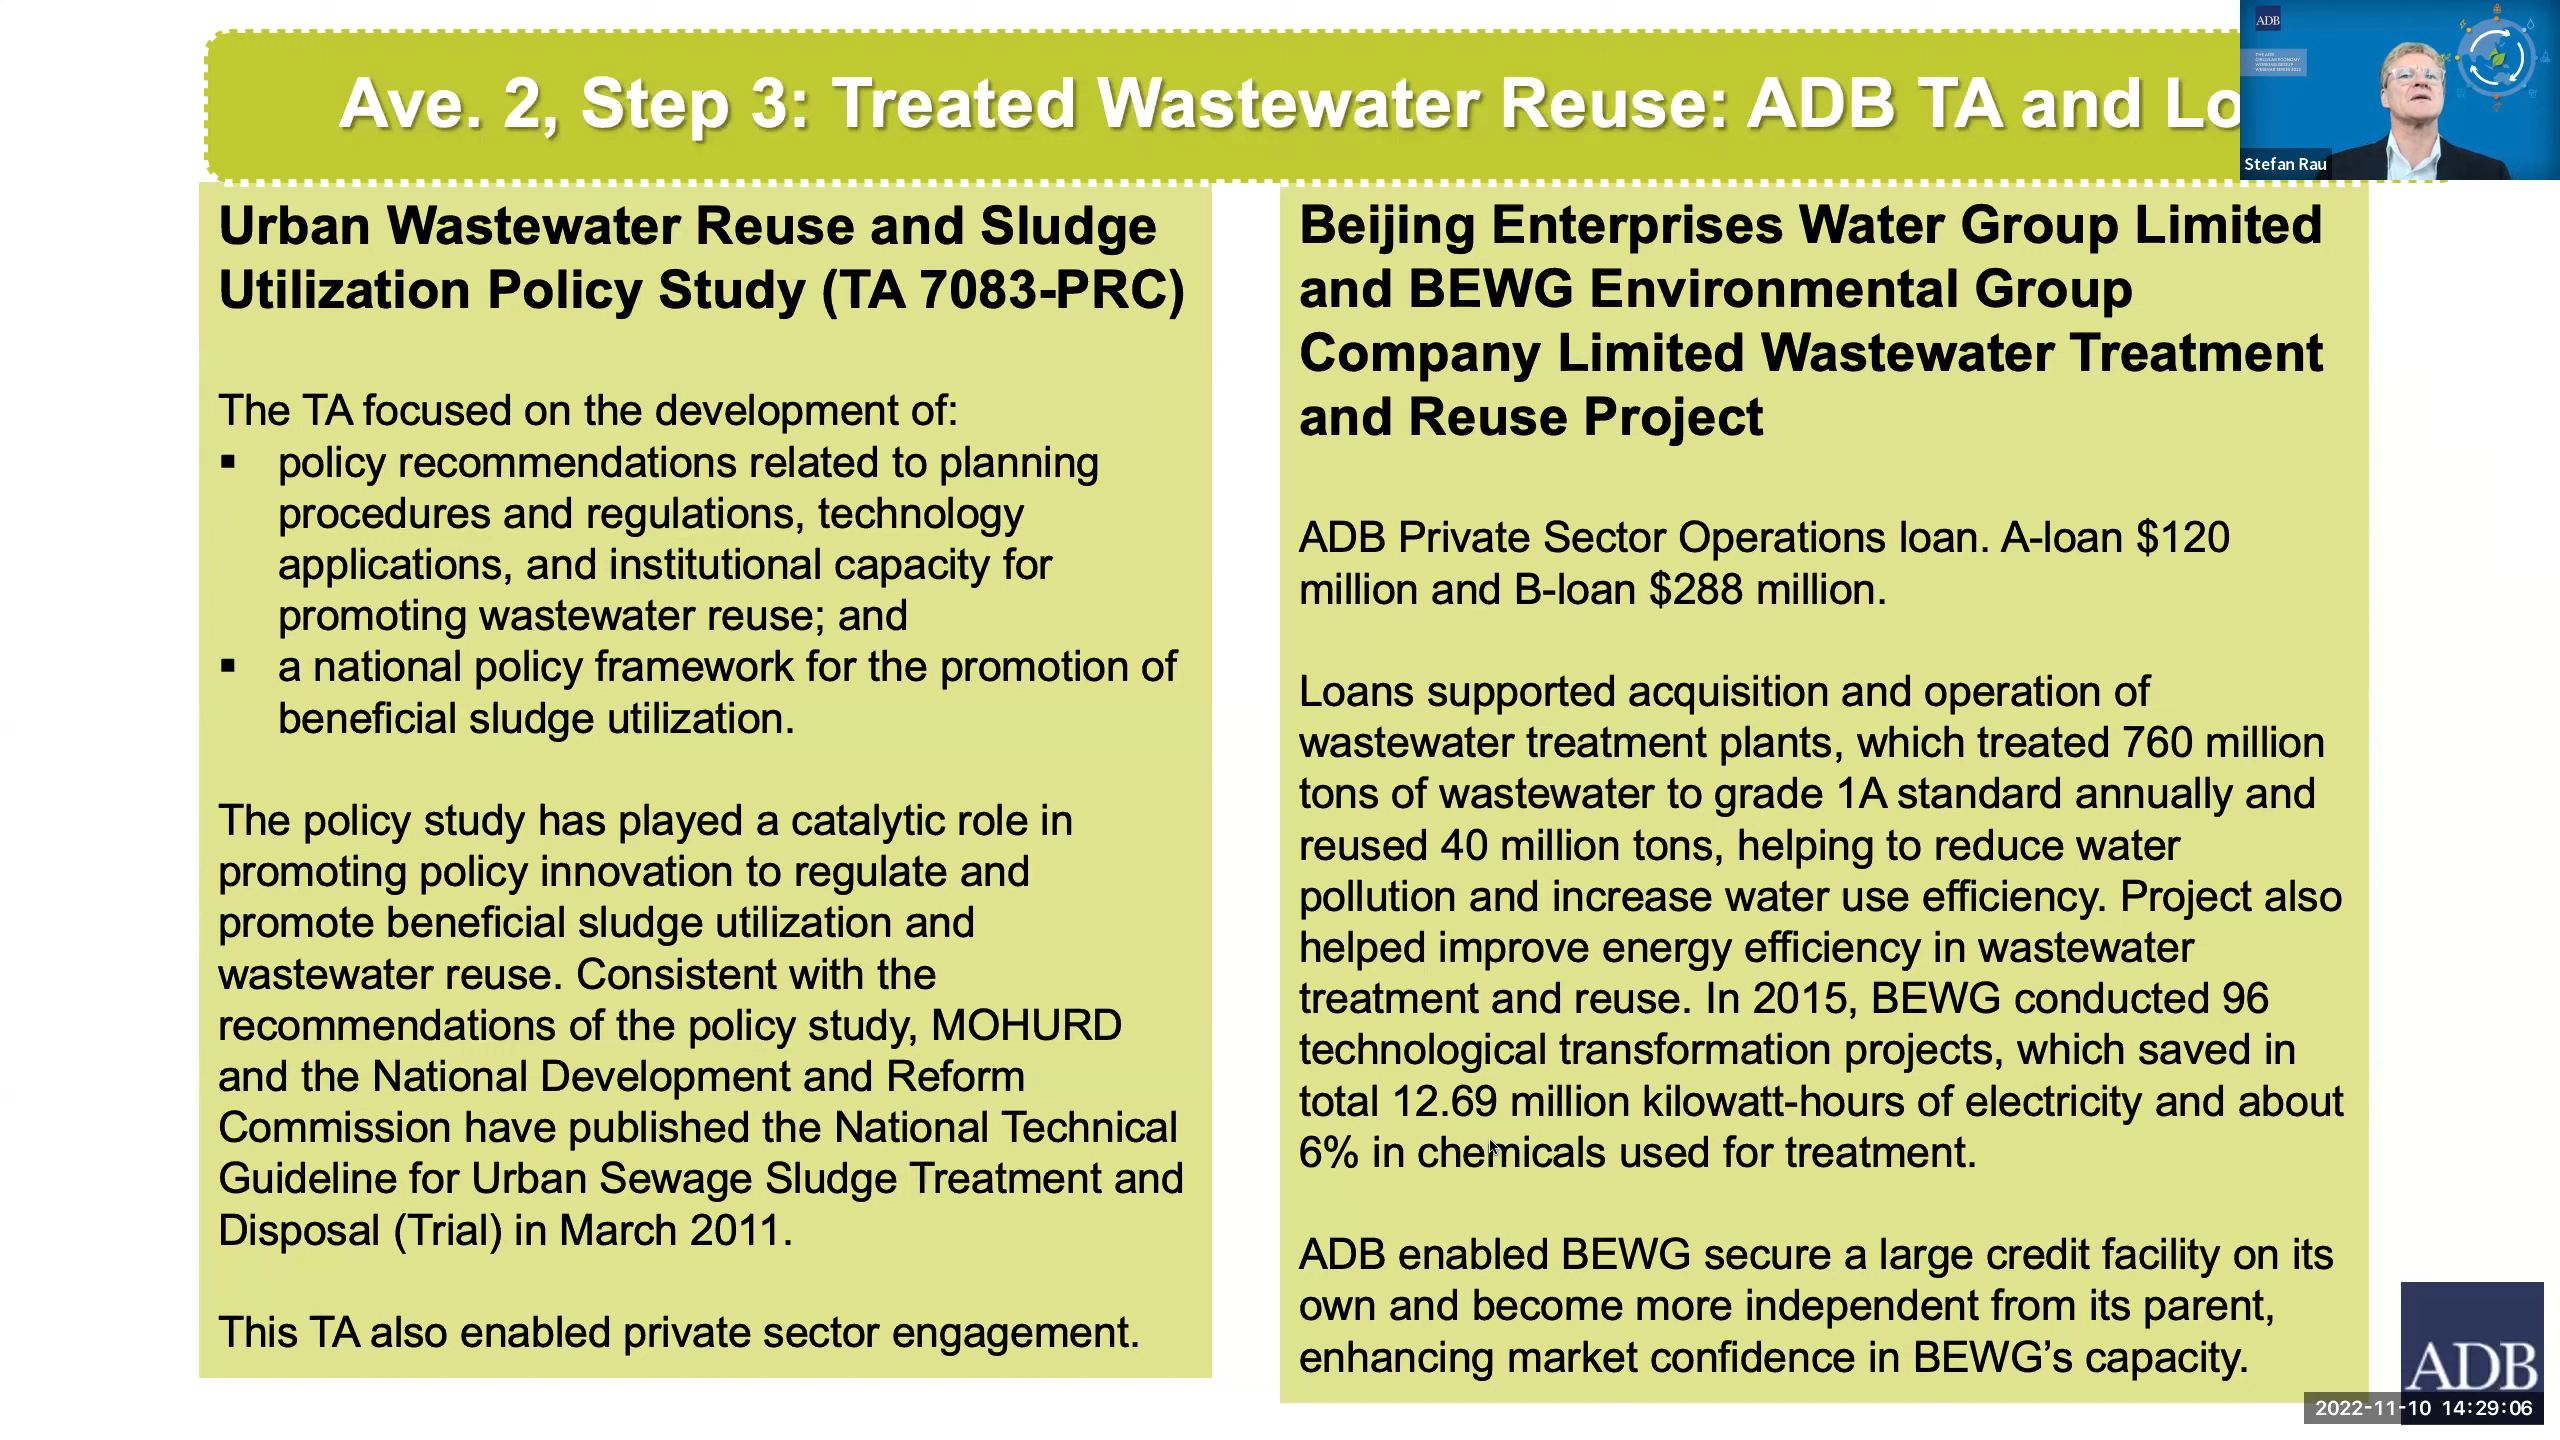 Ave. 2, Step 3: Treated Wastewater Reuse: ADB TA and Lo
ADB
Stefan Rau
Urban Wastewater Reuse and Sludge
Utilization Policy Study (TA 7083-PRC)
The TA focused on the development of:
▪ policy recommendations related to planning
procedures and regulations, technology
applications, and institutional capacity for
promoting wastewater reuse; and
▪ a national policy framework for the promotion of
beneficial sludge utilization.
The policy study has played a catalytic role in
promoting policy innovation to regulate and
promote beneficial sludge utilization and
wastewater reuse. Consistent with the
recommendations of the policy study, MOHURD
and the National Development and Reform
Commission have published the National Technical
Guideline for Urban Sewage Sludge Treatment and
Disposal (Trial) in March 2011.
This TA also enabled private sector engagement.
Beijing Enterprises Water Group Limited
and BEWG Environmental Group
Company Limited Wastewater Treatment
and Reuse Project
ADB Private Sector Operations loan. A-loan $120
million and B-loan $288 million.
Loans supported acquisition and operation of
wastewater treatment plants, which treated 760 million
tons of wastewater to grade 1A standard annually and
reused 40 million tons, helping to reduce water
pollution and increase water use efficiency. Project also
helped improve energy efficiency in wastewater
treatment and reuse. In 2015, BEWG conducted 96
technological transformation projects, which saved in
total 12.69 million kilowatt-hours of electricity and about
6% in chemicals used for treatment.
ADB enabled BEWG secure a large credit facility on its
own and become more independent from its parent,
enhancing market confidence in BEWG’s capacity.
ADB
2022-11-10 14:29:06